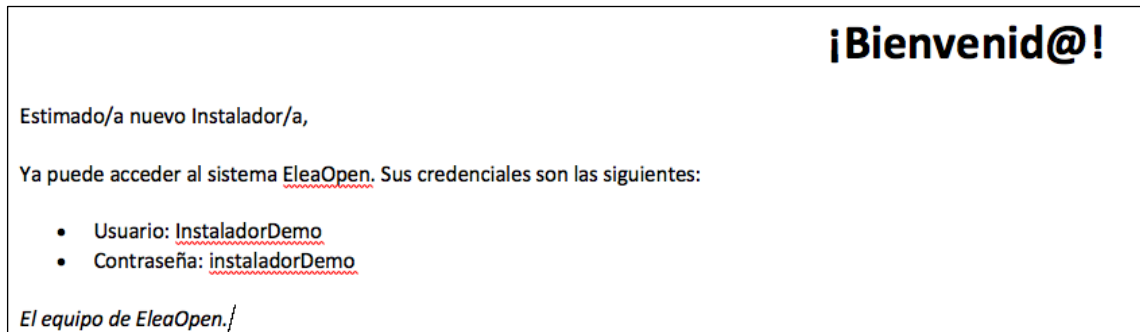 ¡Bienvenid@!
Estimado/a nuevo Instalador/a,
Ya puede acceder al sistema EleaOpen. Sus credenciales son las siguientes:
• Usuario: InstaladorDemo
• Contraseña: instaladorDemo
El equipo de EleaOpen.